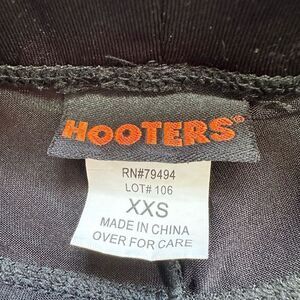 HOOTERS®
RN#79494
LOT# 106
XXS
MADE IN CHINA
OVER FOR CARE